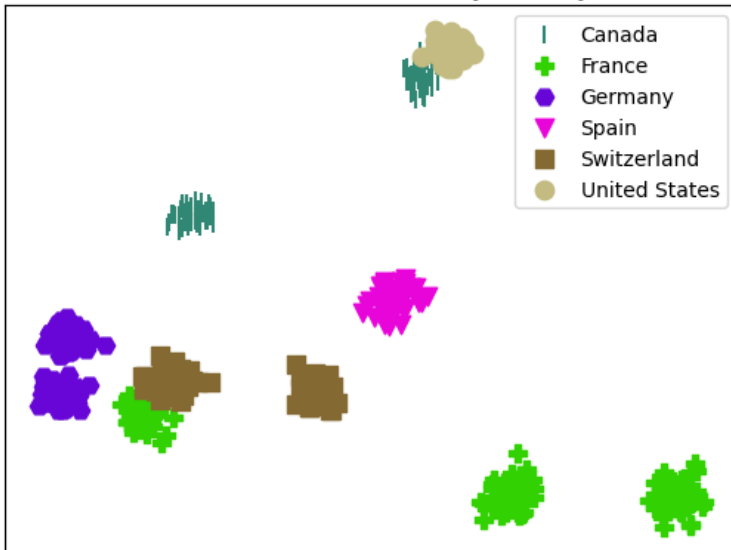 Canada
France
Germany
Spain
Switzerland
United States